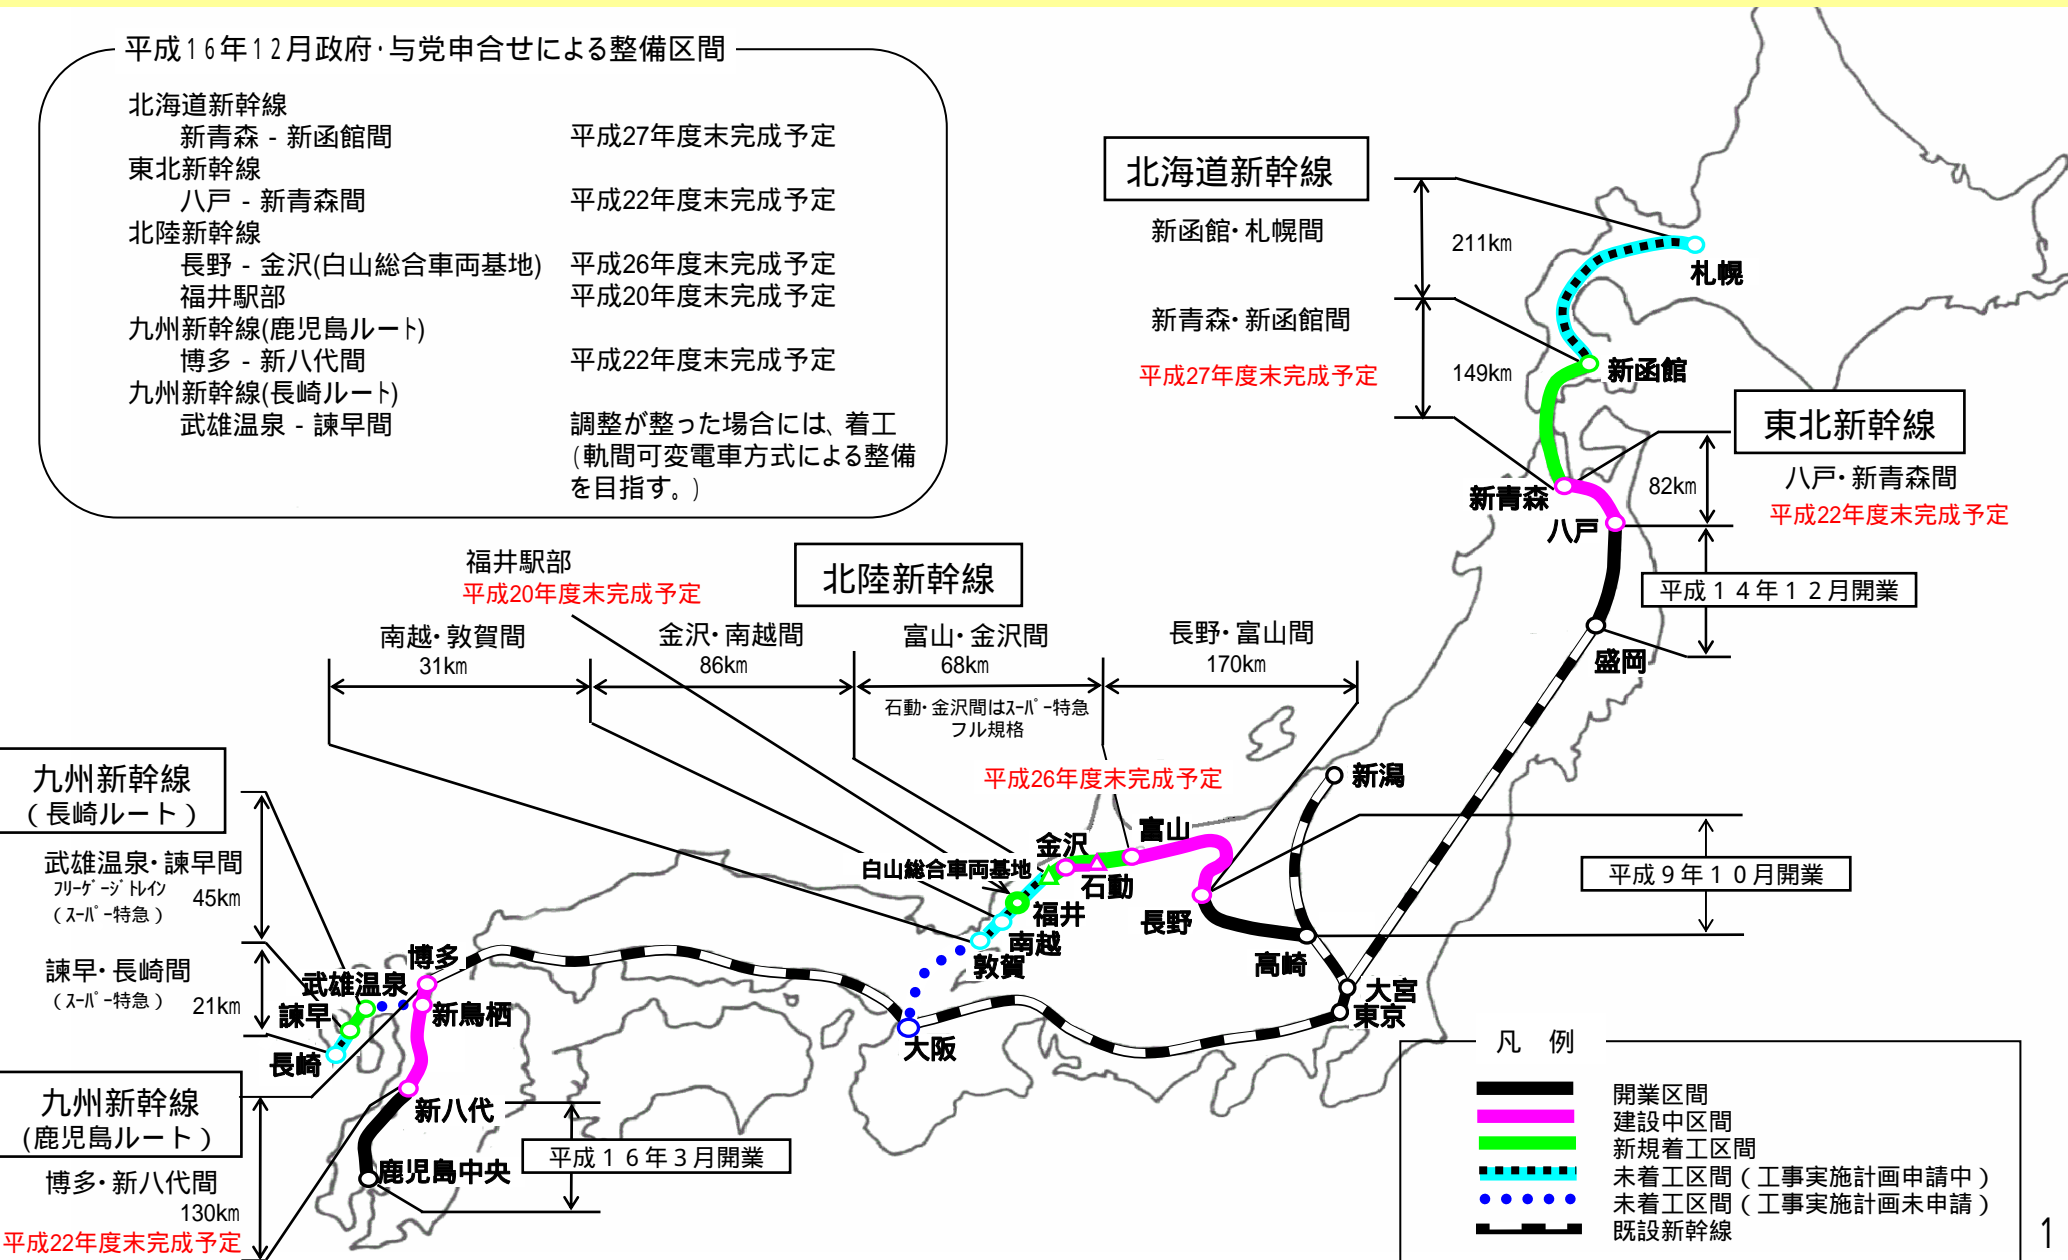 平成16年12月政府・与党申合せによる整備区間
北海道新幹線
新青森 - 新函館間 平成27年度末完成予定
東北新幹線
八戸 - 新青森間 平成22年度末完成予定
北陸新幹線
長野 - 金沢(白山総合車両基地) 平成26年度末完成予定
福井駅部 平成20年度末完成予定
九州新幹線(鹿児島ルート)
博多 - 新八代間 平成22年度末完成予定
九州新幹線(長崎ルート)
武雄温泉 - 諫早間 調整が整った場合には、着工
(軌間可変電車方式による整備
を目指す。)
北海道新幹線
新函館・札幌間
211km
札幌
新青森・新函館間
平成27年度末完成予定
149km
新函館
東北新幹線
八戸・新青森間
82km
平成22年度末完成予定
新青森
八戸
平成14年12月開業
盛岡
福井駅部
平成20年度末完成予定
北陸新幹線
南越・敦賀間
31km
金沢・南越間
86km
富山・金沢間
68km
石動・金沢間はスーパー特急
フル規格
長野・富山間
170km
平成26年度末完成予定
新潟
富山
金沢
白山総合車両基地
石動
福井
南越
敦賀
長野
高崎
平成9年10月開業
大宮
東京
大阪
九州新幹線
(長崎ルート)
武雄温泉・諫早間
フリーゲージトレイン
(スーパー特急)
45km
諫早・長崎間
(スーパー特急)
21km
博多
武雄温泉
新鳥栖
諫早
長崎
九州新幹線
(鹿児島ルート)
博多・新八代間
130km
平成22年度末完成予定
新八代
平成16年3月開業
鹿児島中央
凡 例
開業区間
建設中区間
新規着工区間
未着工区間(工事実施計画申請中)
未着工区間(工事実施計画未申請)
既設新幹線
1